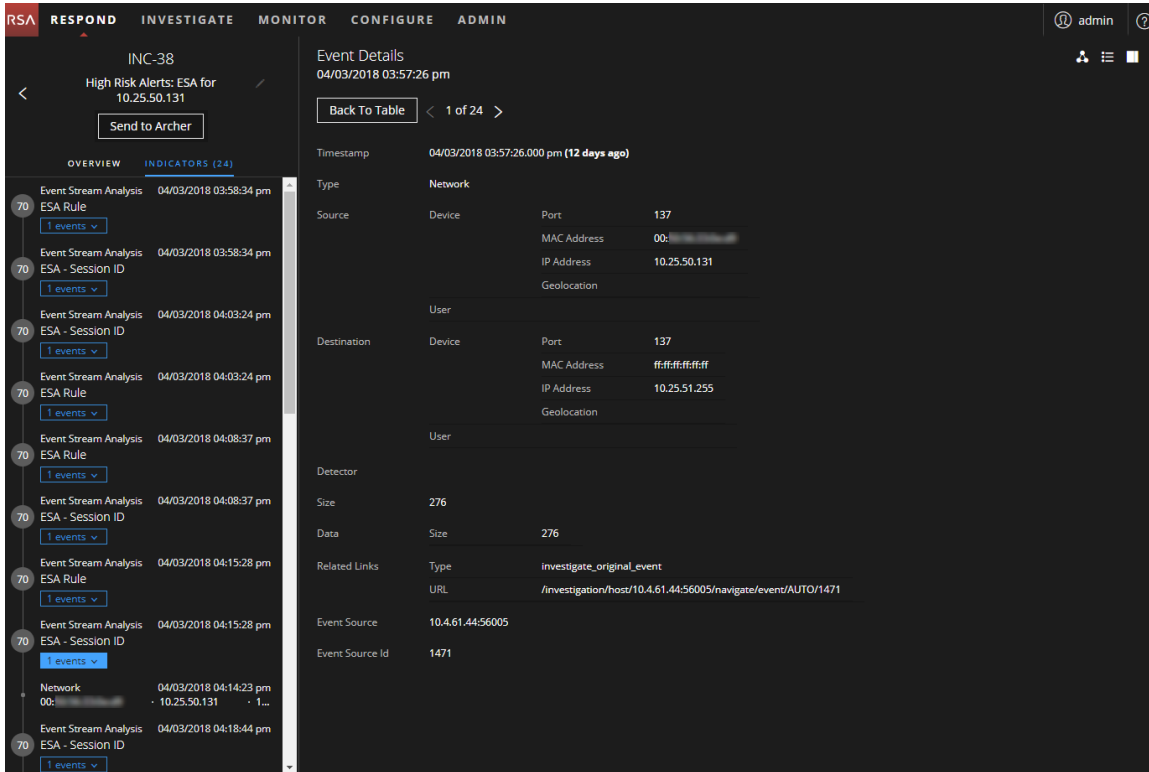 RSA RESPOND INVESTIGATE MONITOR CONFIGURE ADMIN admin ?
INC-38
High Risk Alerts: ESA for
10.25.50.131
Send to Archer
OVERVIEW INDICATORS (24)
Event Stream Analysis 04/03/2018 03:58:34 pm
70 ESA Rule
1 events
Event Stream Analysis 04/03/2018 03:58:34 pm
70 ESA - Session ID
1 events
Event Stream Analysis 04/03/2018 04:03:24 pm
70 ESA - Session ID
1 events
Event Stream Analysis 04/03/2018 04:03:24 pm
70 ESA Rule
1 events
Event Stream Analysis 04/03/2018 04:08:37 pm
70 ESA Rule
1 events
Event Stream Analysis 04/03/2018 04:08:37 pm
70 ESA - Session ID
1 events
Event Stream Analysis 04/03/2018 04:15:28 pm
70 ESA Rule
1 events
Event Stream Analysis 04/03/2018 04:15:28 pm
70 ESA - Session ID
1 events
Network 04/03/2018 04:14:23 pm
00: · 10.25.50.131 · 1...
Event Stream Analysis 04/03/2018 04:18:44 pm
70 ESA - Session ID
1 events
Event Details
04/03/2018 03:57:26 pm
Back To Table < 1 of 24 >
Timestamp 04/03/2018 03:57:26.000 pm (12 days ago)
Type Network
Source Device Port 137
MAC Address 00:
IP Address 10.25.50.131
Geolocation
User
Destination Device Port 137
MAC Address ff:ff:ff:ff:ff:ff
IP Address 10.25.51.255
Geolocation
User
Detector
Size 276
Data Size 276
Related Links Type investigate_original_event
URL /investigation/host/10.4.61.44:56005/navigate/event/AUTO/1471
Event Source 10.4.61.44:56005
Event Source Id 1471